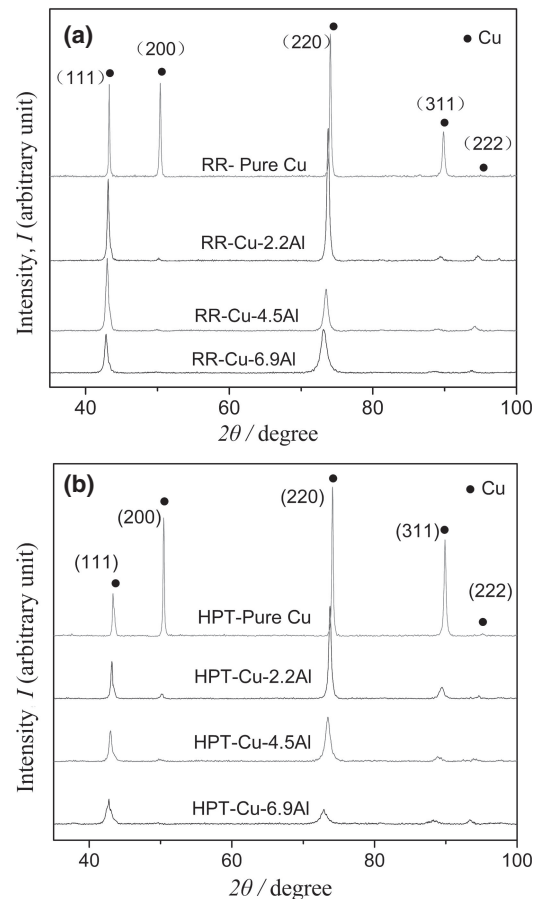 (a)
(111)
(200)
(220)
Cu
(311)
(222)
RR- Pure Cu
RR-Cu-2.2Al
RR-Cu-4.5Al
RR-Cu-6.9Al
Intensity, I (arbitrary unit)
40 60 80 100
2θ / degree
(b)
(111)
(200)
(220)
Cu
(311)
(222)
HPT-Pure Cu
HPT-Cu-2.2Al
HPT-Cu-4.5Al
HPT-Cu-6.9Al
Intensity I (arbitrary unit)
40 60 80 100
2θ / degree